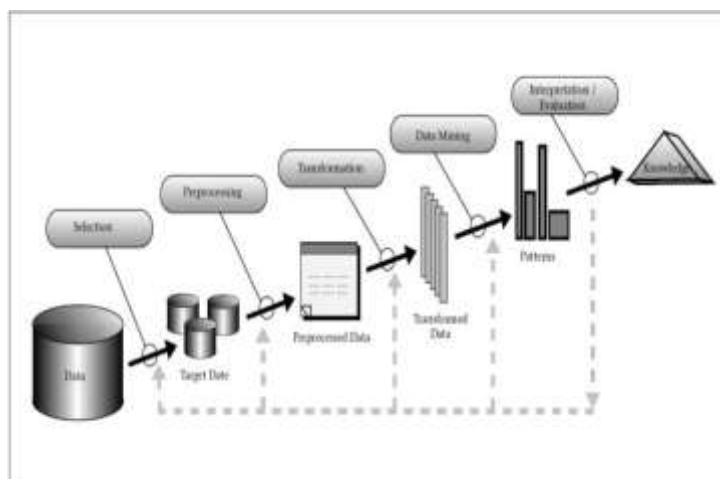 Interpretation /
Evaluation
Data Mining
Transformation
Preprocessing
Selection
Knowledge
Patterns
Transformed
Data
Preprocessed Data
Target Date
Data